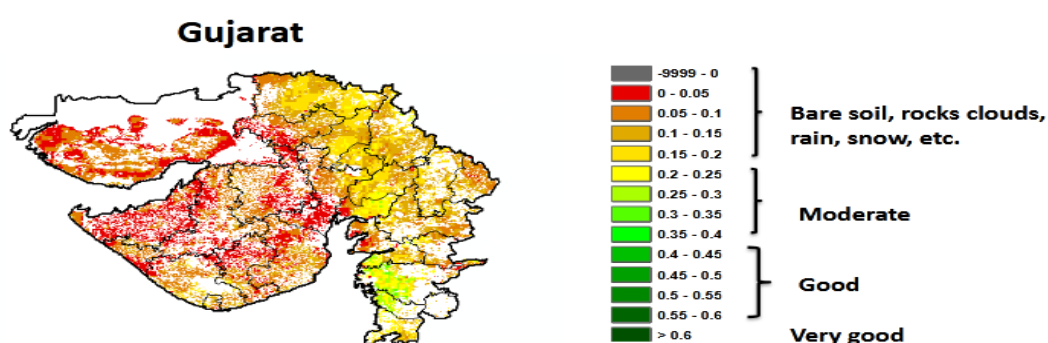 Gujarat
-9999 - 0
0 - 0.05
0.05 - 0.1
0.1 - 0.15
0.15 - 0.2
0.2 - 0.25
0.25 - 0.3
0.3 - 0.35
0.35 - 0.4
0.4 - 0.45
0.45 - 0.5
0.5 - 0.55
0.55 - 0.6
> 0.6
Bare soil, rocks clouds,
rain, snow, etc.
Moderate
Good
Very good